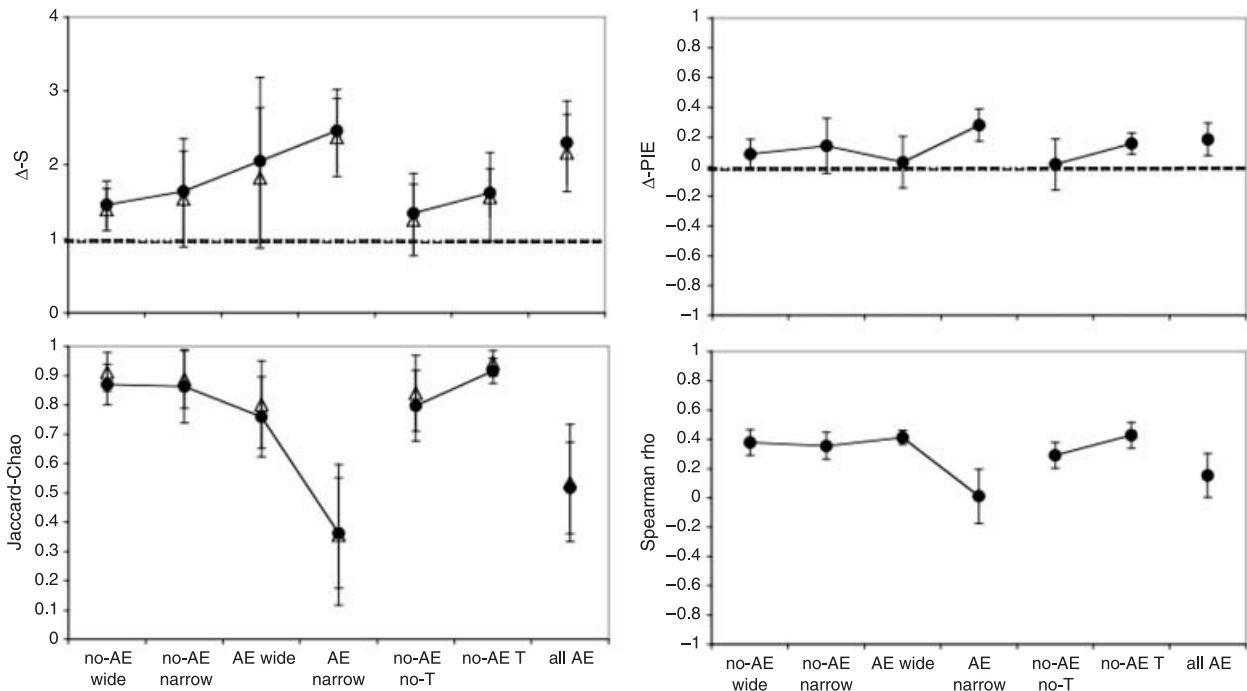 Δ-S
4
3
2
1
0
Δ-PIE
1
0.8
0.6
0.4
0.2
0
−0.2
−0.4
−0.6
−0.8
−1
Jaccard-Chao
1
0.9
0.8
0.7
0.6
0.5
0.4
0.3
0.2
0.1
0
no-AE wide
no-AE narrow
AE wide
AE narrow
no-AE no-T
no-AE T
all AE
Spearman rho
1
0.8
0.6
0.4
0.2
0
−0.2
−0.4
−0.6
−0.8
−1
no-AE wide
no-AE narrow
AE wide
AE narrow
no-AE no-T
no-AE T
all AE